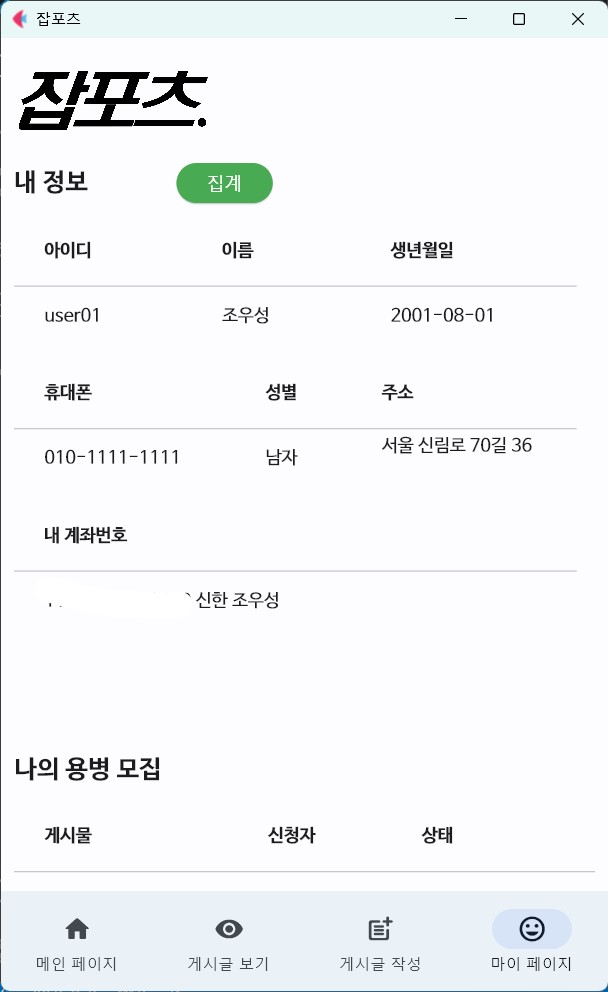 잡포츠
잡포츠.
내 정보 집계
아이디 이름 생년월일
user01 조우성 2001-08-01
휴대폰 성별 주소
010-1111-1111 남자 서울 신림로 70길 36
내 계좌번호
신한 조우성
나의 용병 모집
게시물 신청자 상태
메인 페이지 게시글 보기 게시글 작성 마이 페이지